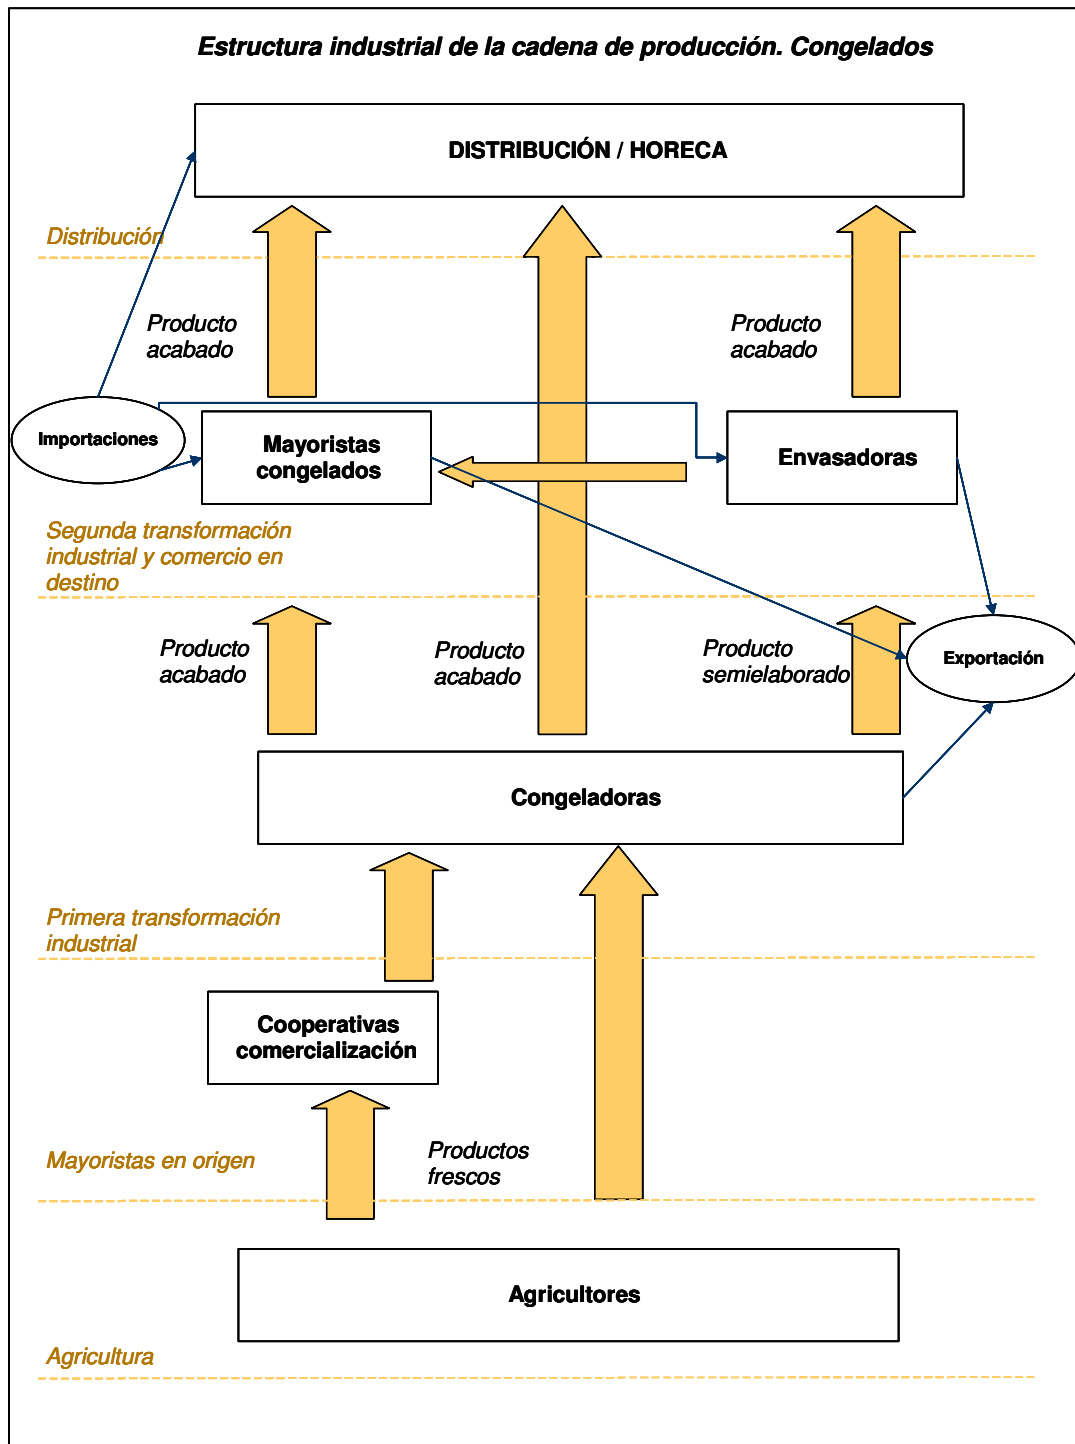 Estructura industrial de la cadena de producción. Congelados
DISTRIBUCIÓN / HORECA
Distribución
Producto
acabado
Producto
acabado
Importaciones
Mayoristas
congelados
Envasadoras
Segunda transformación
industrial y comercio en
destino
Producto
acabado
Producto
acabado
Producto
semielaborado
Exportación
Congeladoras
Primera transformación
industrial
Cooperativas
comercialización
Mayoristas en origen
Productos
frescos
Agricultores
Agricultura